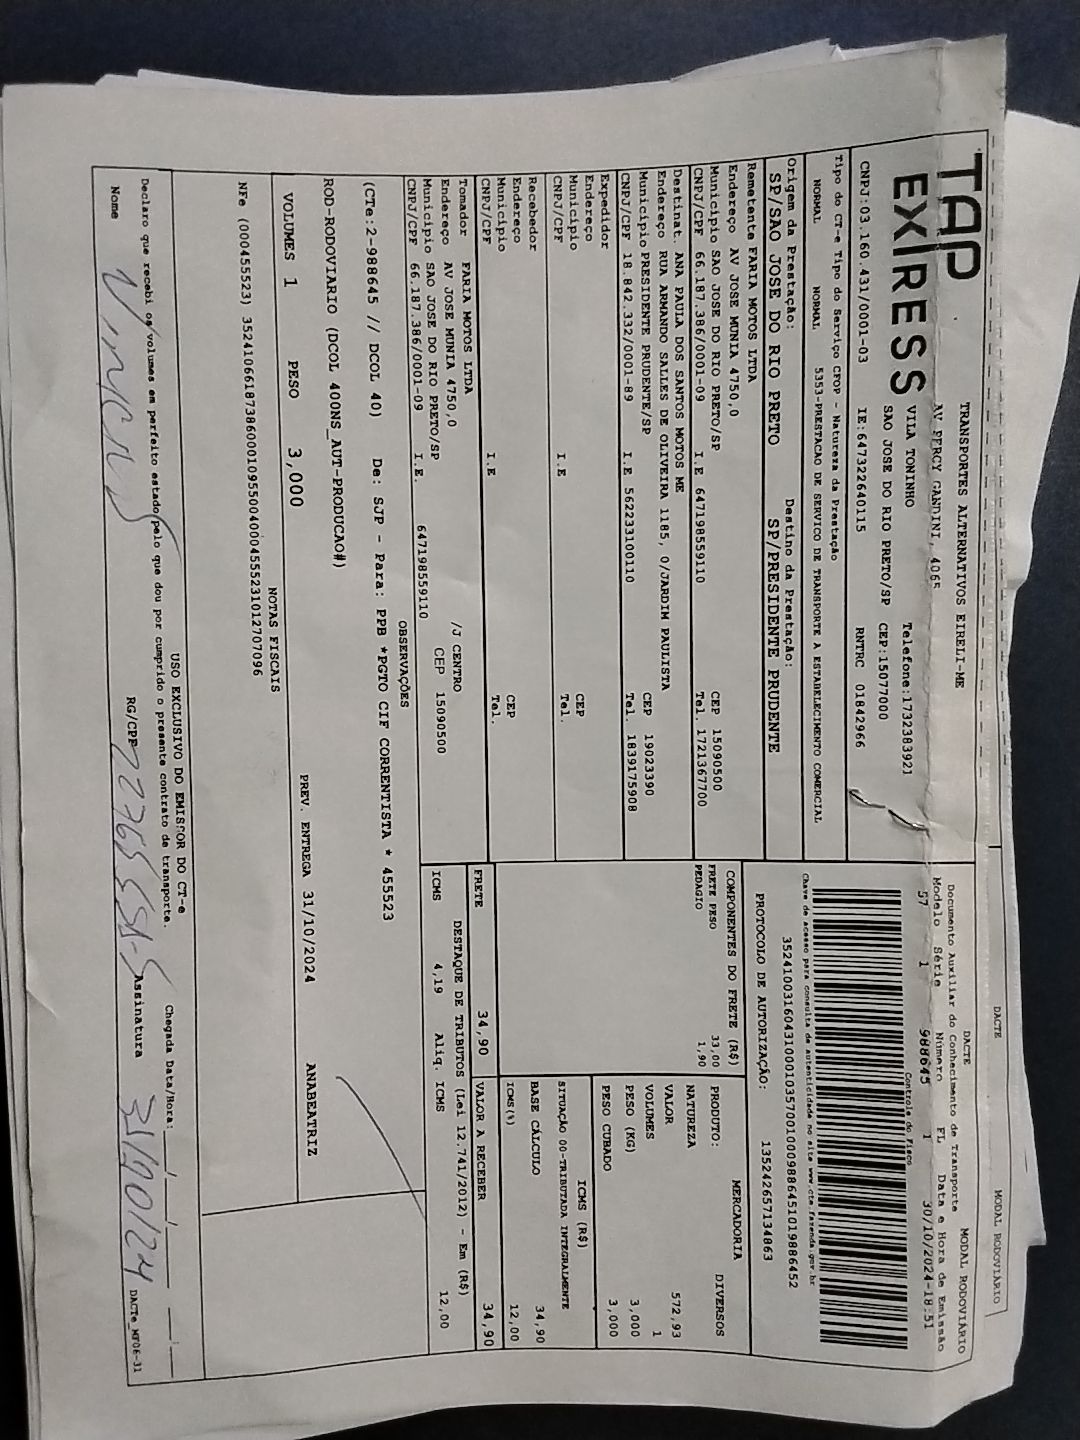 DACTE
MODAL RODOVIÁRIO
TAP
EXPRESS
TRANSPORTES ALTERNATIVOS EIRELI-ME
AV PERCY GANDINI, 4065
VILA TONINHO
SAO JOSE DO RIO PRETO/SP CEP:15077000
Telefone:1732383921
CNPJ:03.160.431/0001-03 IE:647322640115 RNTRC 01842966
DACTE MODAL RODOVIÁRIO
Documento Auxiliar do Conhecimento de Transporte
Modelo Série Número FL Data e Hora de Emissão
57 1 988645 1 30/10/2024-18:51
Controle do Fisco
Chave de acesso para consulta de autenticidade no site www.cte.fazenda.gov.br
35241003160431000103570010009886451019886452
PROTOCOLO DE AUTORIZAÇÃO: 135242657134863
Tipo do CT-e Tipo do Serviço CFOP - Natureza da Prestação
NORMAL NORMAL 5353-PRESTACAO DE SERVICO DE TRANSPORTE A ESTABELECIMENTO COMERCIAL
Origem da Prestação: Destino da Prestação:
SP/SAO JOSE DO RIO PRETO SP/PRESIDENTE PRUDENTE
Remetente FARIA MOTOS LTDA
Endereço AV JOSE MUNIA 4750,0
Município SAO JOSE DO RIO PRETO/SP CEP 15090500
CNPJ/CPF 66.187.386/0001-09 I.E 647198559110 Tel. 1721367700
Destinat. ANA PAULA DOS SANTOS MOTOS ME
Endereço RUA ARMANDO SALLES DE OLIVEIRA 1185, 0/JARDIM PAULISTA
Município PRESIDENTE PRUDENTE/SP CEP 19023390
CNPJ/CPF 18.842.332/0001-89 I.E 562233100110 Tel. 1839175908
Expedidor
Endereço
Município CEP
CNPJ/CPF I.E Tel.
Recebedor
Endereço
Município CEP
CNPJ/CPF I.E Tel.
Tomador FARIA MOTOS LTDA
Endereço AV JOSE MUNIA 4750,0 /J CENTRO
Município SAO JOSE DO RIO PRETO/SP CEP 15090500
CNPJ/CPF 66.187.386/0001-09 I.E. 647198559110
COMPONENTES DO FRETE (R$)
FRETE PESO 33,00
PEDAGIO 1,90
MERCADORIA
PRODUTO: DIVERSOS
NATUREZA
VALOR 572,93
VOLUMES 1
PESO (KG) 3,000
PESO CUBADO 3,000
ICMS (R$)
SITUAÇÃO 00-TRIBUTADA INTEGRALMENTE
BASE CÁLCULO 34,90
ICMS(%) 12,00
FRETE 34,90 VALOR A RECEBER 34,90
DESTAQUE DE TRIBUTOS (Lei 12.741/2012) - Em (R$)
ICMS 4,19 Aliq. ICMS 12,00
OBSERVAÇÕES
(CTe:2-988645 // DCOL 40) De: SJP - Para: PPB *PGTO CIF CORRENTISTA * 455523
ROD-RODOVIARIO (DCOL 400NS_AUT-PRODUCAO#)
VOLUMES 1 PESO 3,000 PREV. ENTREGA 31/10/2024 ANABEATRIZ
NOTAS FISCAIS
NFe (000455523) 35241066187386000109550040004555231012707096
USO EXCLUSIVO DO EMISSOR DO CT-e
Declaro que recebi os volumes em perfeito estado pelo que dou por cumprido o presente contrato de transporte. Chegada Data/Hora:
Nome RG/CPF Assinatura
DACTe_MT06-31